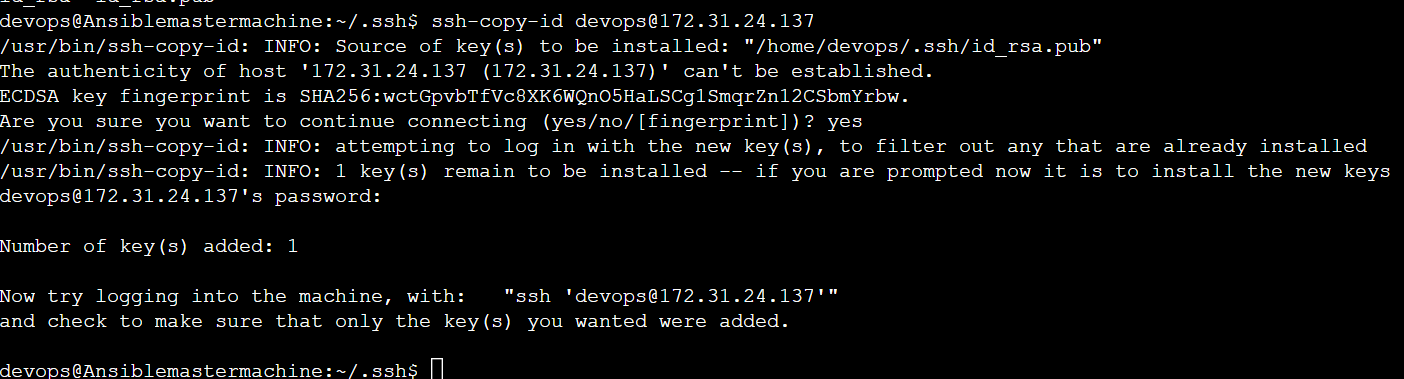 id_rsa id_rsa.pub
devops@Ansiblemastermachine:~/.ssh$ ssh-copy-id devops@172.31.24.137
/usr/bin/ssh-copy-id: INFO: Source of key(s) to be installed: "/home/devops/.ssh/id_rsa.pub"
The authenticity of host '172.31.24.137 (172.31.24.137)' can't be established.
ECDSA key fingerprint is SHA256:wctGpvbTfVc8XK6WQnO5HaLSCg1SmqrZn12CSbmYrbw.
Are you sure you want to continue connecting (yes/no/[fingerprint])? yes
/usr/bin/ssh-copy-id: INFO: attempting to log in with the new key(s), to filter out any that are already installed
/usr/bin/ssh-copy-id: INFO: 1 key(s) remain to be installed -- if you are prompted now it is to install the new keys
devops@172.31.24.137's password:
Number of key(s) added: 1
Now try logging into the machine, with:   "ssh 'devops@172.31.24.137'"
and check to make sure that only the key(s) you wanted were added.
devops@Ansiblemastermachine:~/.ssh$